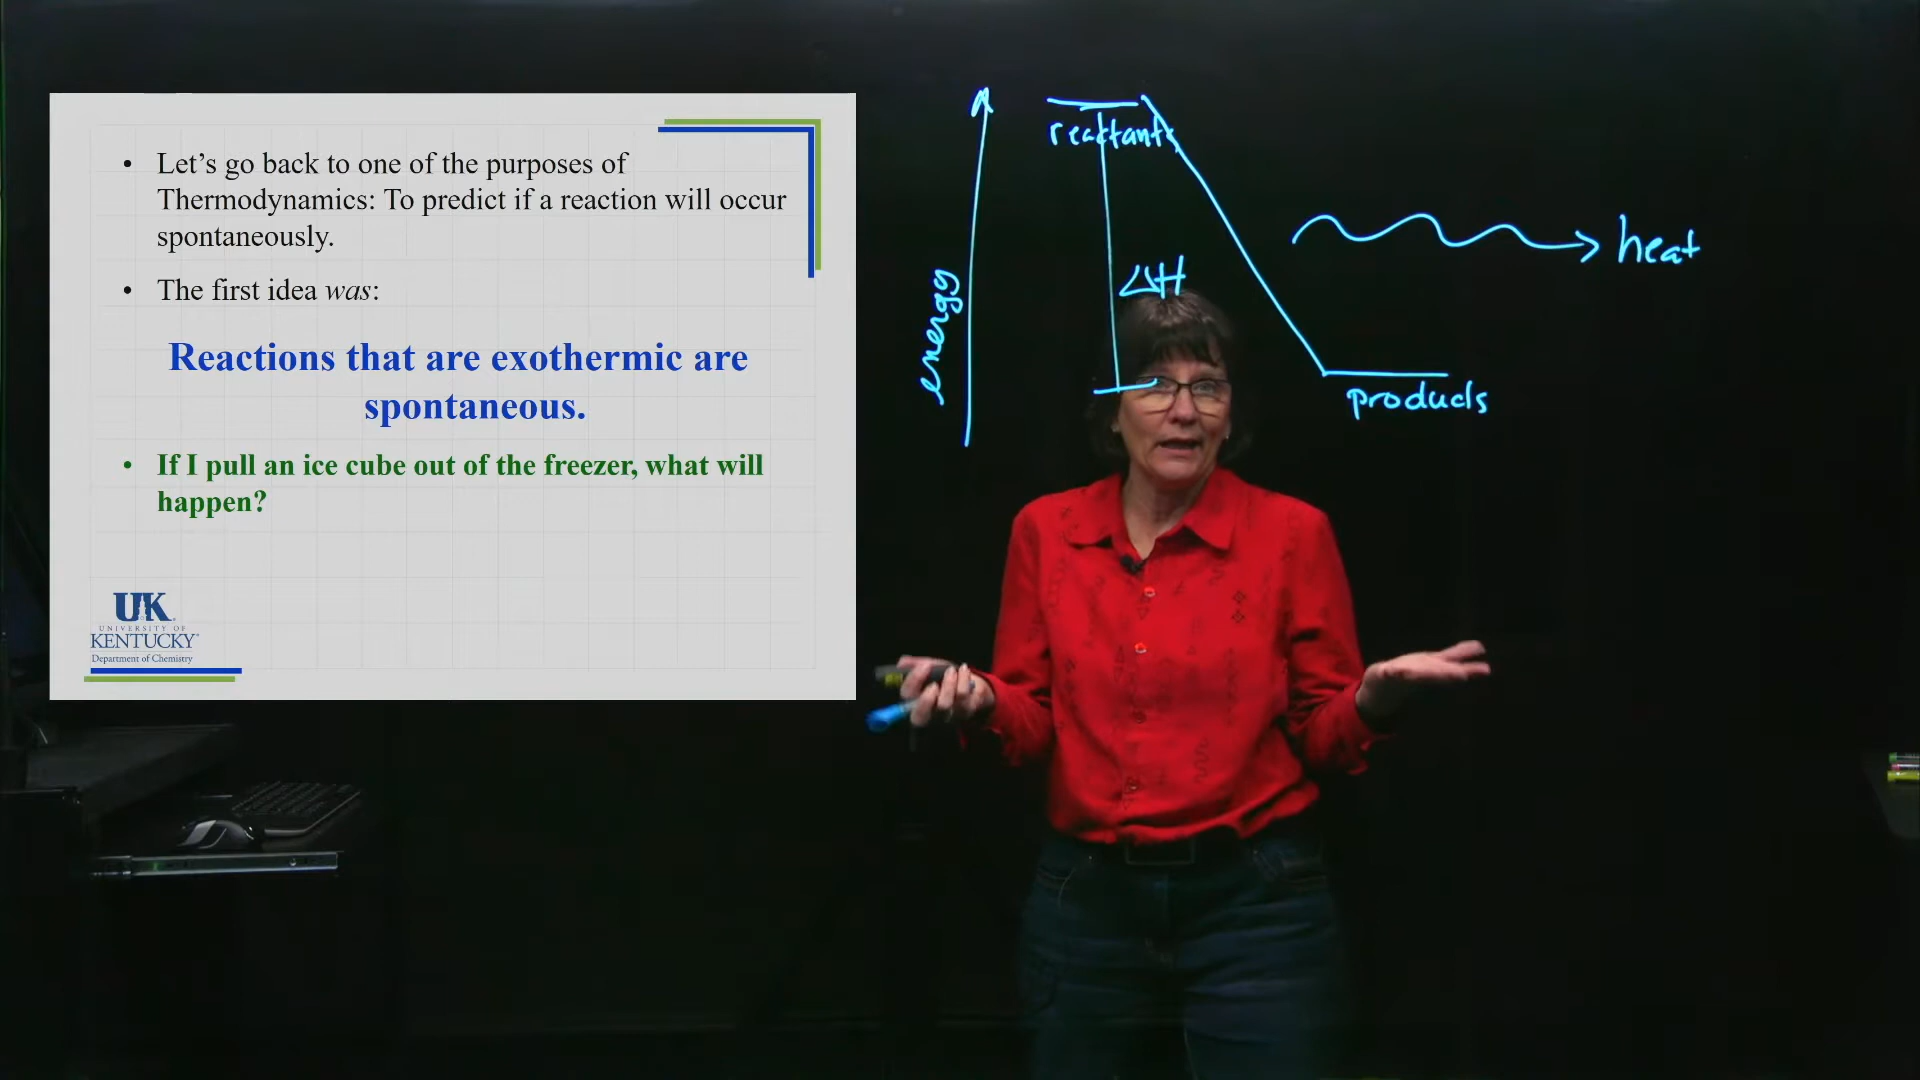 • Let’s go back to one of the purposes of
Thermodynamics: To predict if a reaction will occur
spontaneously.
• The first idea was:
Reactions that are exothermic are
spontaneous.
• If I pull an ice cube out of the freezer, what will
happen?
UK
UNIVERSITY OF
KENTUCKY
Department of Chemistry
energy
reactants
ΔH
products
heat